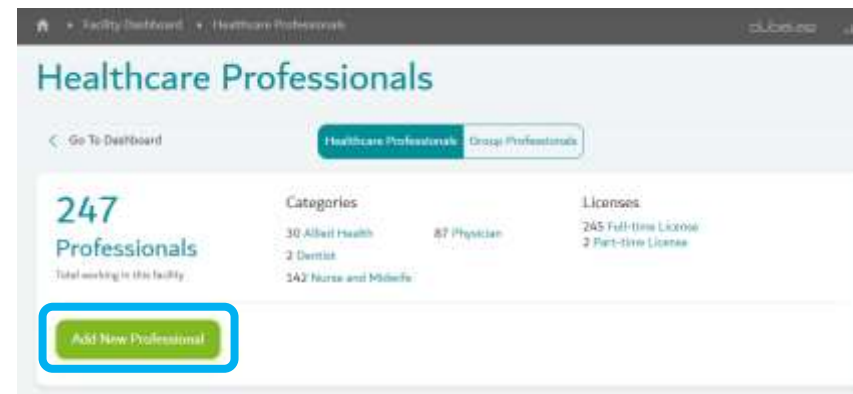 Facility Dashboard • Healthcare Professionals
Healthcare Professionals
Go To Dashboard
Healthcare Professionals
Group Professionals
247
Professionals
Total working in this facility
Categories
30 Allied Health
87 Physician
2 Dentist
142 Nurse and Midwife
Licenses
245 Full-time License
2 Part-time License
Add New Professional